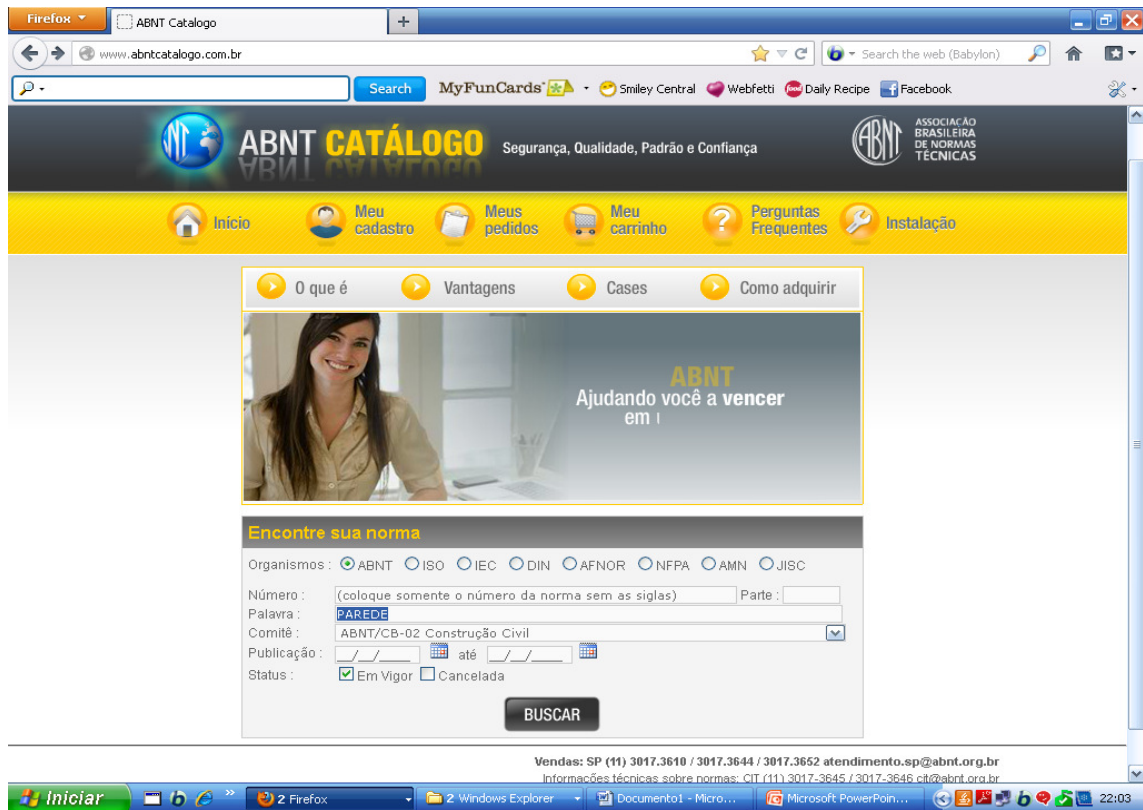 Firefox
ABNT Catalogo
www.abntcatalogo.com.br
Search the web (Babylon)
Search
MyFunCards
Smiley Central
Webfetti
Daily Recipe
Facebook
ABNT CATÁLOGO
Segurança, Qualidade, Padrão e Confiança
ABNT
ASSOCIAÇÃO
BRASILEIRA
DE NORMAS
TÉCNICAS
Início
Meu
cadastro
Meus
pedidos
Meu
carrinho
Perguntas
Frequentes
Instalação
O que é
Vantagens
Cases
Como adquirir
ABNT
Ajudando você a vencer
em
Encontre sua norma
Organismos : ABNT ISO IEC DIN AFNOR NFPA AMN JISC
Número : (coloque somente o número da norma sem as siglas) Parte :
Palavra : PAREDE
Comitê : ABNT/CB-02 Construção Civil
Publicação : __/__/____ até __/__/____
Status : Em Vigor Cancelada
BUSCAR
Vendas: SP (11) 3017.3610 / 3017.3644 / 3017.3652 atendimento.sp@abnt.org.br
Informações técnicas sobre normas: CIT (11) 3017-3645 / 3017-3646 cit@abnt.org.br
Iniciar
2 Firefox
2 Windows Explorer
Documento1 - Micro...
Microsoft PowerPoin...
22:03